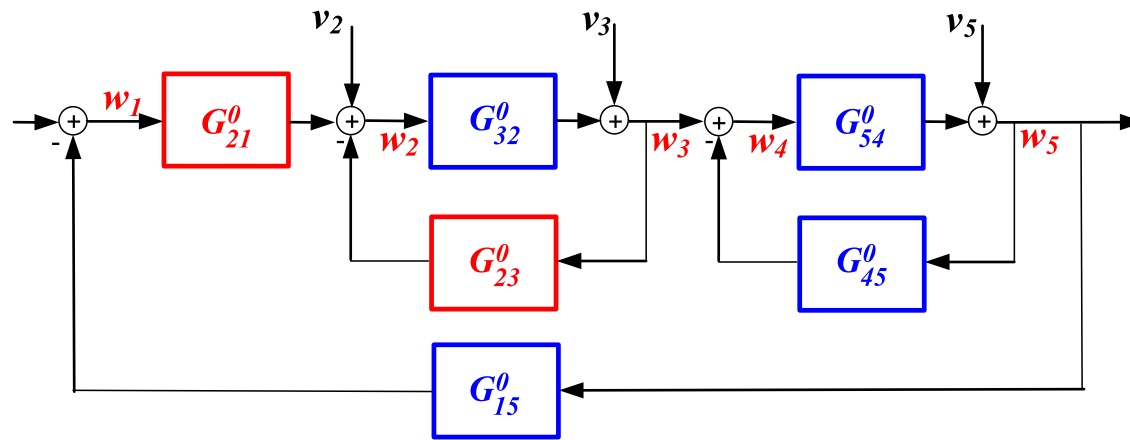 v2 v3 v5
w1 G^0_21 - w2 G^0_32 w3 - w4 G^0_54 w5
-
G^0_23 G^0_45
G^0_15
+ + + + +